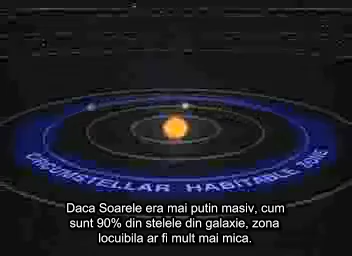 CIRCUMSTELLAR HABITABLE ZONE
Daca Soarele era mai putin masiv, cum
sunt 90% din stelele din galaxie, zona
locuibila ar fi mult mai mica.